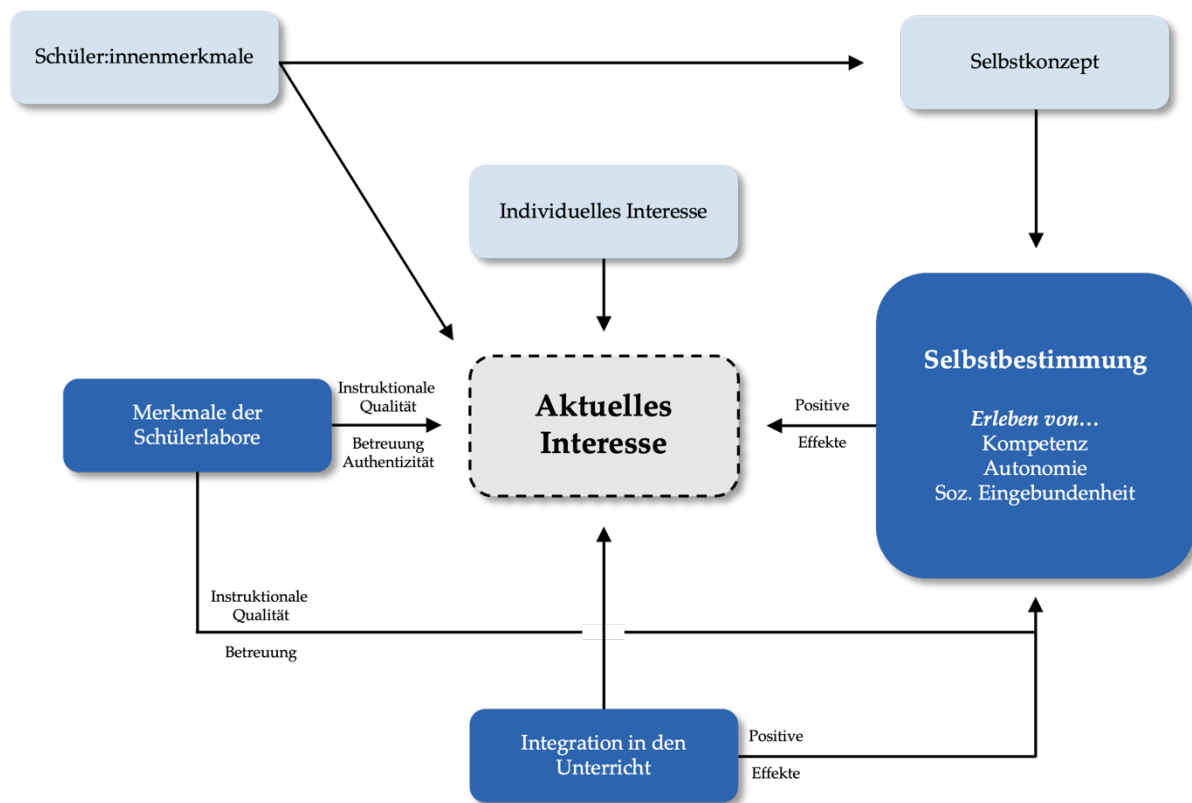 Schüler:innenmerkmale
Selbstkonzept
Individuelles Interesse
Merkmale der
Schülerlabore
Instruktionale
Qualität
Betreuung
Authentizität
Aktuelles
Interesse
Positive
Effekte
Selbstbestimmung
Erleben von…
Kompetenz
Autonomie
Soz. Eingebundenheit
Instruktionale
Qualität
Betreuung
Integration in den
Unterricht
Positive
Effekte